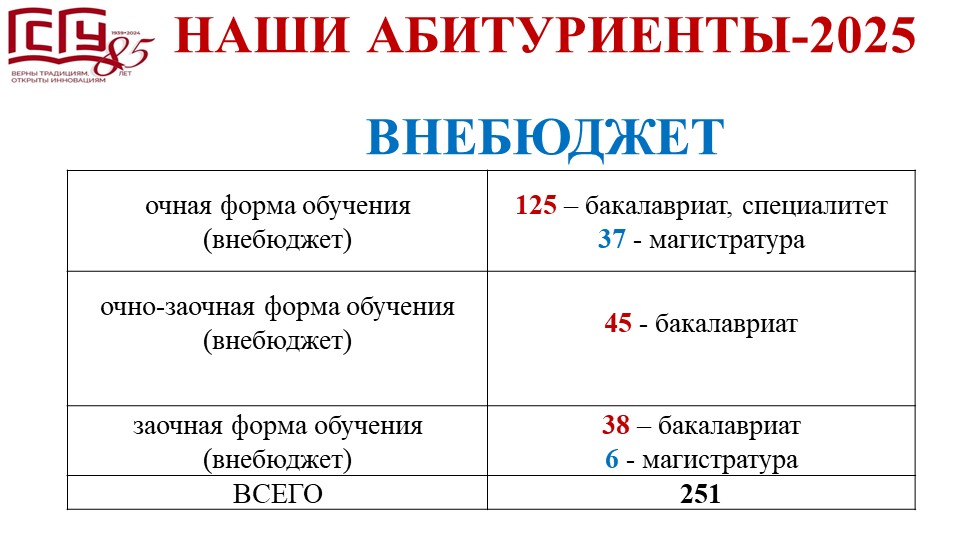 ГСГУ
85
1939-2024
ЛЕТ
ВЕРНЫ ТРАДИЦИЯМ,
ОТКРЫТЫ ИННОВАЦИЯМ
НАШИ АБИТУРИЕНТЫ-2025
ВНЕБЮДЖЕТ
очная форма обучения
(внебюджет)
125 – бакалавриат, специалитет
37 - магистратура
очно-заочная форма обучения
(внебюджет)
45 - бакалавриат
заочная форма обучения
(внебюджет)
38 – бакалавриат
6 - магистратура
ВСЕГО
251